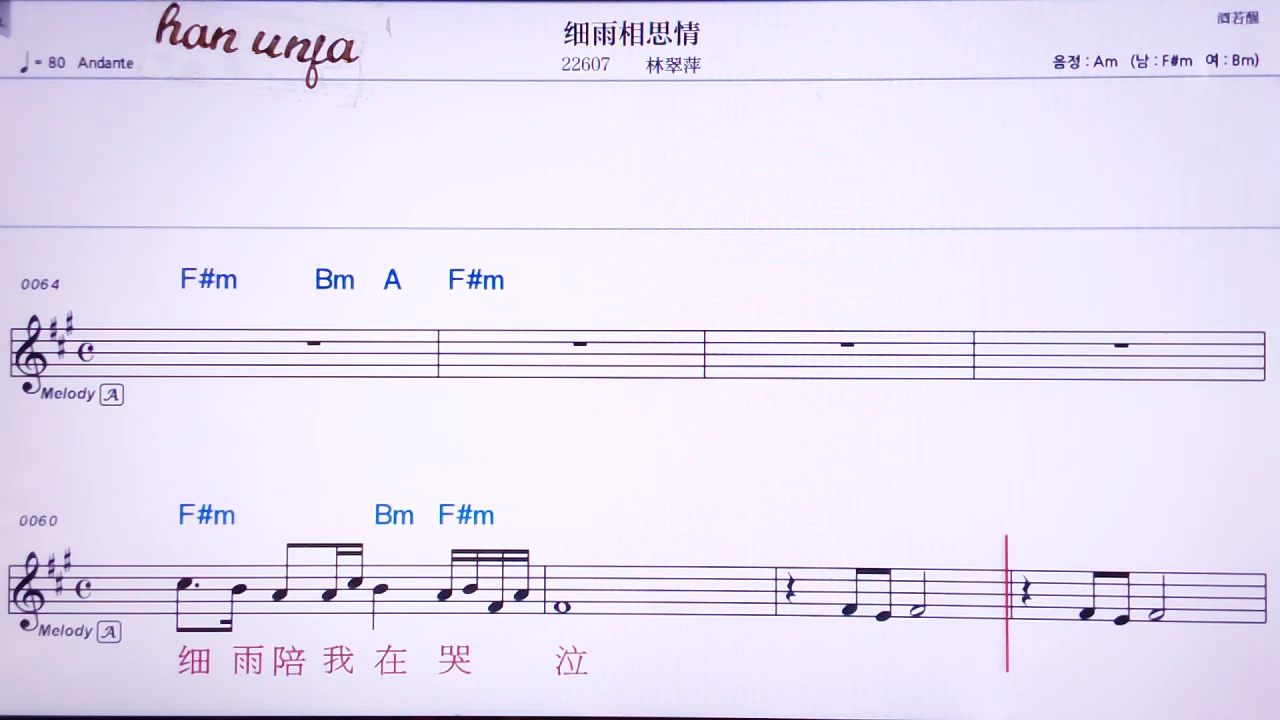 han unfa
细雨相思情
酒若醒
♩= 80 Andante
22607 林翠萍
음정 : Am (남 : F#m 여 : Bm)
0064 F#m Bm A F#m
Melody A
0060 F#m Bm F#m
Melody A
细雨陪我在哭泣